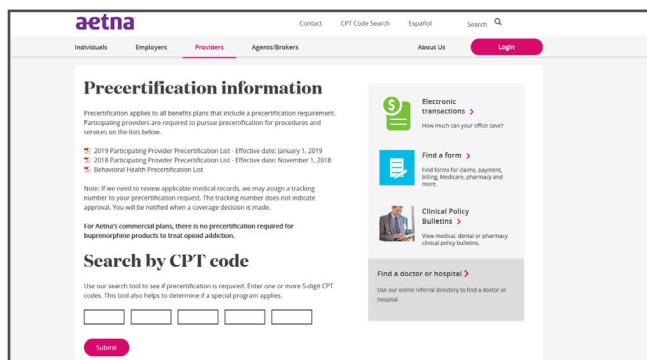 aetna
Contact
CPT Code Search
Español
Search
Individuals
Employers
Providers
Agents/Brokers
About Us
Login
Precertification information
Precertification applies to all benefits plans that include a precertification requirement.
Participating providers are required to pursue precertification for procedures and
services on the lists below.
2019 Participating Provider Precertification List - Effective date: January 1, 2019
2018 Participating Provider Precertification List - Effective date: November 1, 2018
Behavioral Health Precertification List
Note: If we need to review applicable medical records, we may assign a tracking
number to your precertification request. The tracking number does not indicate
approval. You will be notified when a coverage decision is made.
For Aetna's commercial plans, there is no precertification required for
buprenorphine products to treat opioid addiction.
Search by CPT code
Use our search tool to see if precertification is required. Enter one or more 5-digit CPT
codes. This tool also helps to determine if a special program applies.
Submit
Electronic
transactions >
How much can your office save?
Find a form >
Find forms for claims, payment,
billing, Medicare, pharmacy and
more.
Clinical Policy
Bulletins >
View medical, dental or pharmacy
clinical policy bulletins.
Find a doctor or hospital >
Use our online referral directory to find a doctor or
hospital.